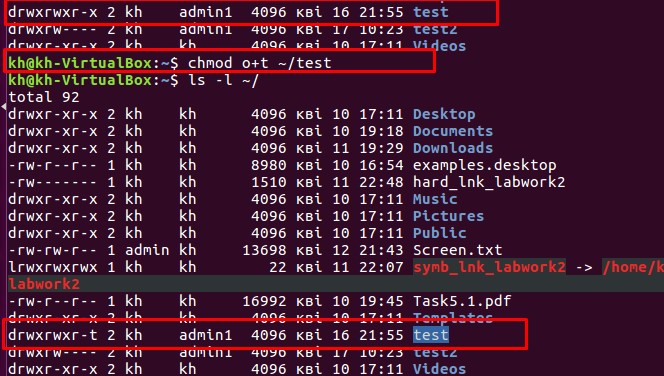 drwxrwxr-x 2 kh    admin1  4096 кві 16 21:55 test
drwxrw---- 2 kh    admin1  4096 кві 17 10:23 test2
drwxr-xr-x 2 kh    kh      4096 кві 10 17:11 Videos
kh@kh-VirtualBox:~$ chmod o+t ~/test
kh@kh-VirtualBox:~$ ls -l ~/
total 92
drwxr-xr-x 2 kh    kh      4096 кві 10 17:11 Desktop
drwxr-xr-x 2 kh    kh      4096 кві 10 19:18 Documents
drwxr-xr-x 2 kh    kh      4096 кві 11 19:29 Downloads
-rw-r--r-- 1 kh    kh      8980 кві 10 16:54 examples.desktop
-rw------- 1 kh    kh      1510 кві 11 22:48 hard_lnk_labwork2
drwxr-xr-x 2 kh    kh      4096 кві 10 17:11 Music
drwxr-xr-x 2 kh    kh      4096 кві 10 17:11 Pictures
drwxr-xr-x 2 kh    kh      4096 кві 10 17:11 Public
-rw-rw-r-- 1 admin kh     13698 кві 12 21:43 Screen.txt
lrwxrwxrwx 1 kh    kh        22 кві 11 22:07 symb_lnk_labwork2 -> /home/k
labwork2
-rw-r--r-- 1 kh    kh     16992 кві 10 19:45 Task5.1.pdf
drwxr-xr-x 2 kh    kh      4096 кві 10 17:11 Templates
drwxrwxr-t 2 kh    admin1  4096 кві 16 21:55 test
drwxrw---- 2 kh    admin1  4096 кві 17 10:23 test2
drwxr-xr-x 2 kh    kh      4096 кві 10 17:11 Videos